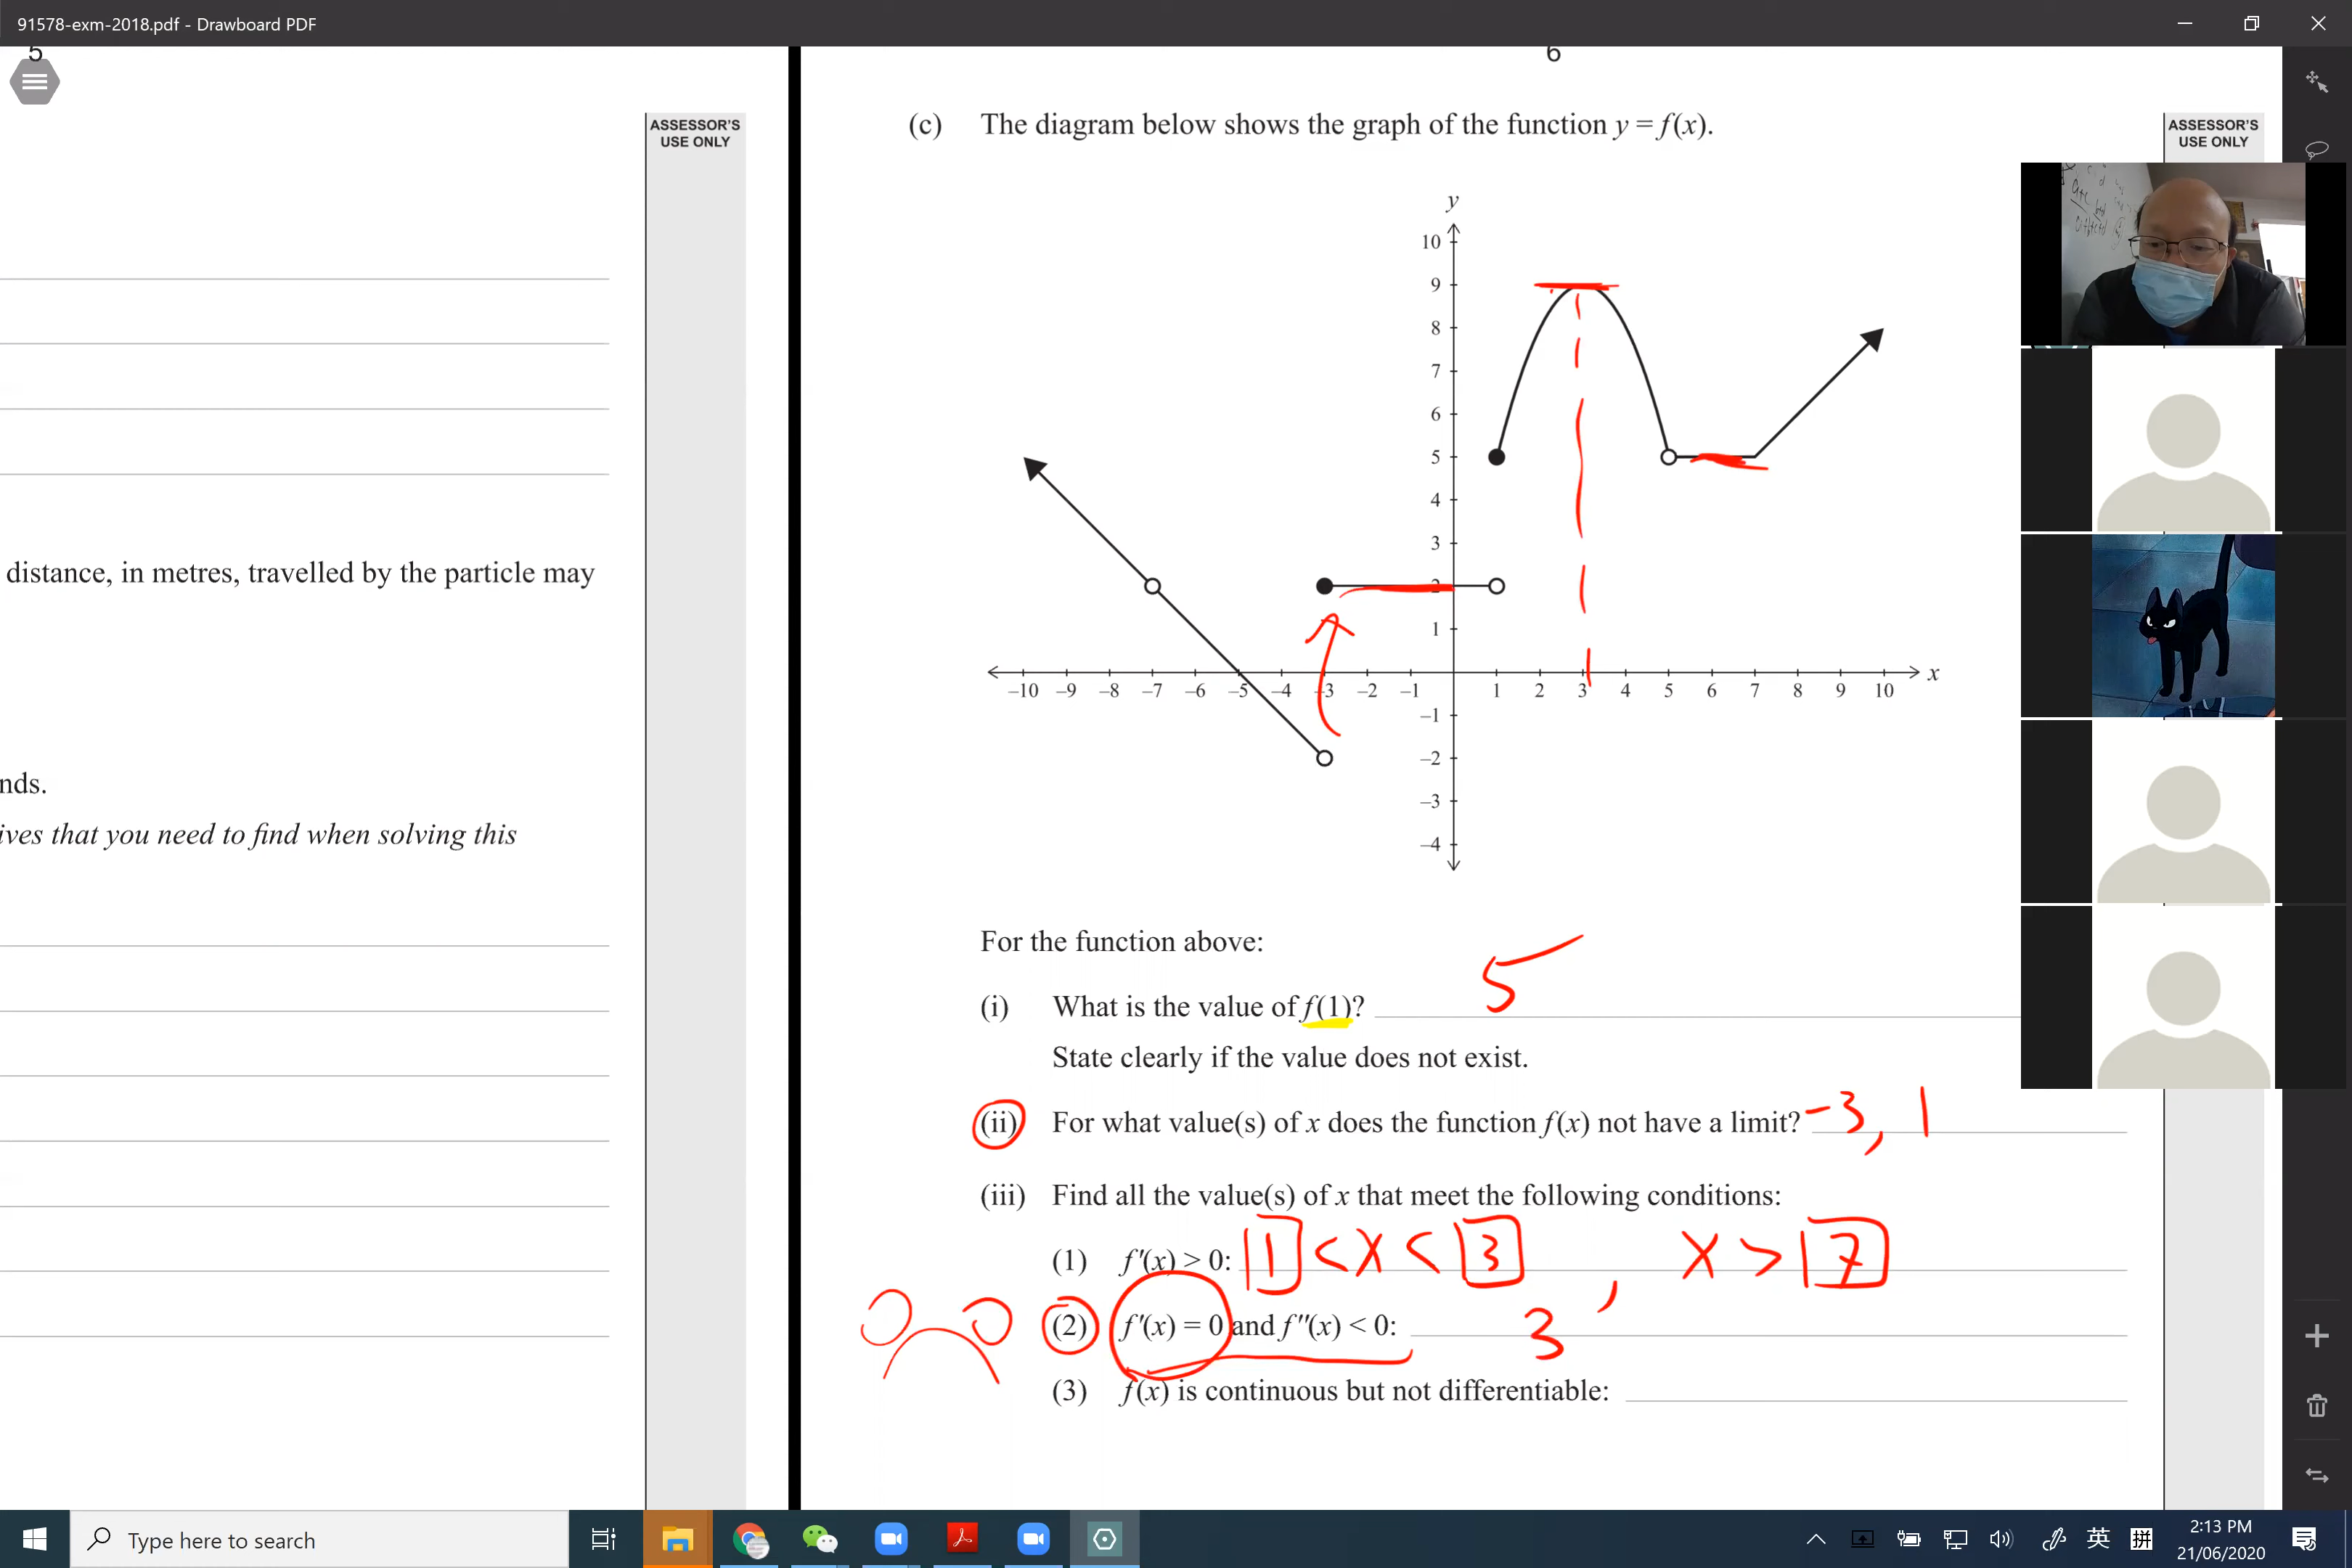 91578-exm-2018.pdf - Drawboard PDF
5
ASSESSOR'S
USE ONLY
distance, in metres, travelled by the particle may
nds.
ives that you need to find when solving this
6
(c) The diagram below shows the graph of the function y = f(x).
ASSESSOR'S
USE ONLY
y
10
9
8
7
6
5
4
3
2
1
–10 –9 –8 –7 –6 –5 –4 –3 –2 –1 1 2 3 4 5 6 7 8 9 10 x
–1
–2
–3
–4
For the function above:
(i) What is the value of f(1)? 5
State clearly if the value does not exist.
(ii) For what value(s) of x does the function f(x) not have a limit? -3, 1
(iii) Find all the value(s) of x that meet the following conditions:
(1) f′(x) > 0: 1 < x < 3 , x > 7
(2) f′(x) = 0 and f″(x) < 0: 3
(3) f(x) is continuous but not differentiable:
Type here to search
英
拼
2:13 PM
21/06/2020